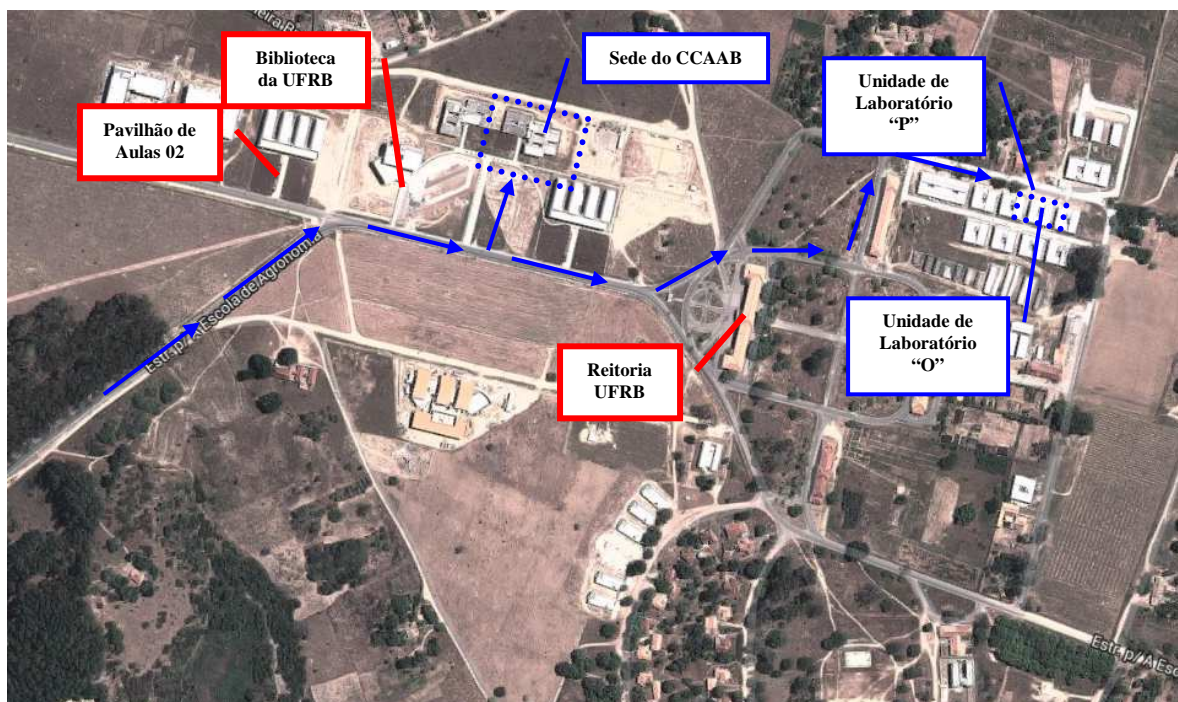 Biblioteca
da UFRB
Sede do CCAAB
Unidade de
Laboratório
“P”
Pavilhão de
Aulas 02
Estr. p/ A Escola de Agronomia
Unidade de
Laboratório
“O”
Reitoria
UFRB
Estr. p/ A Esc